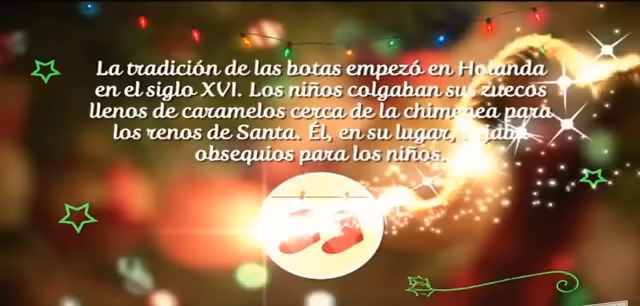 La tradición de las botas empezó en Holanda
en el siglo XVI. Los niños colgaban sus zuecos
llenos de caramelos cerca de la chimenea para
los renos de Santa. Él, en su lugar,
obsequios para los niños.